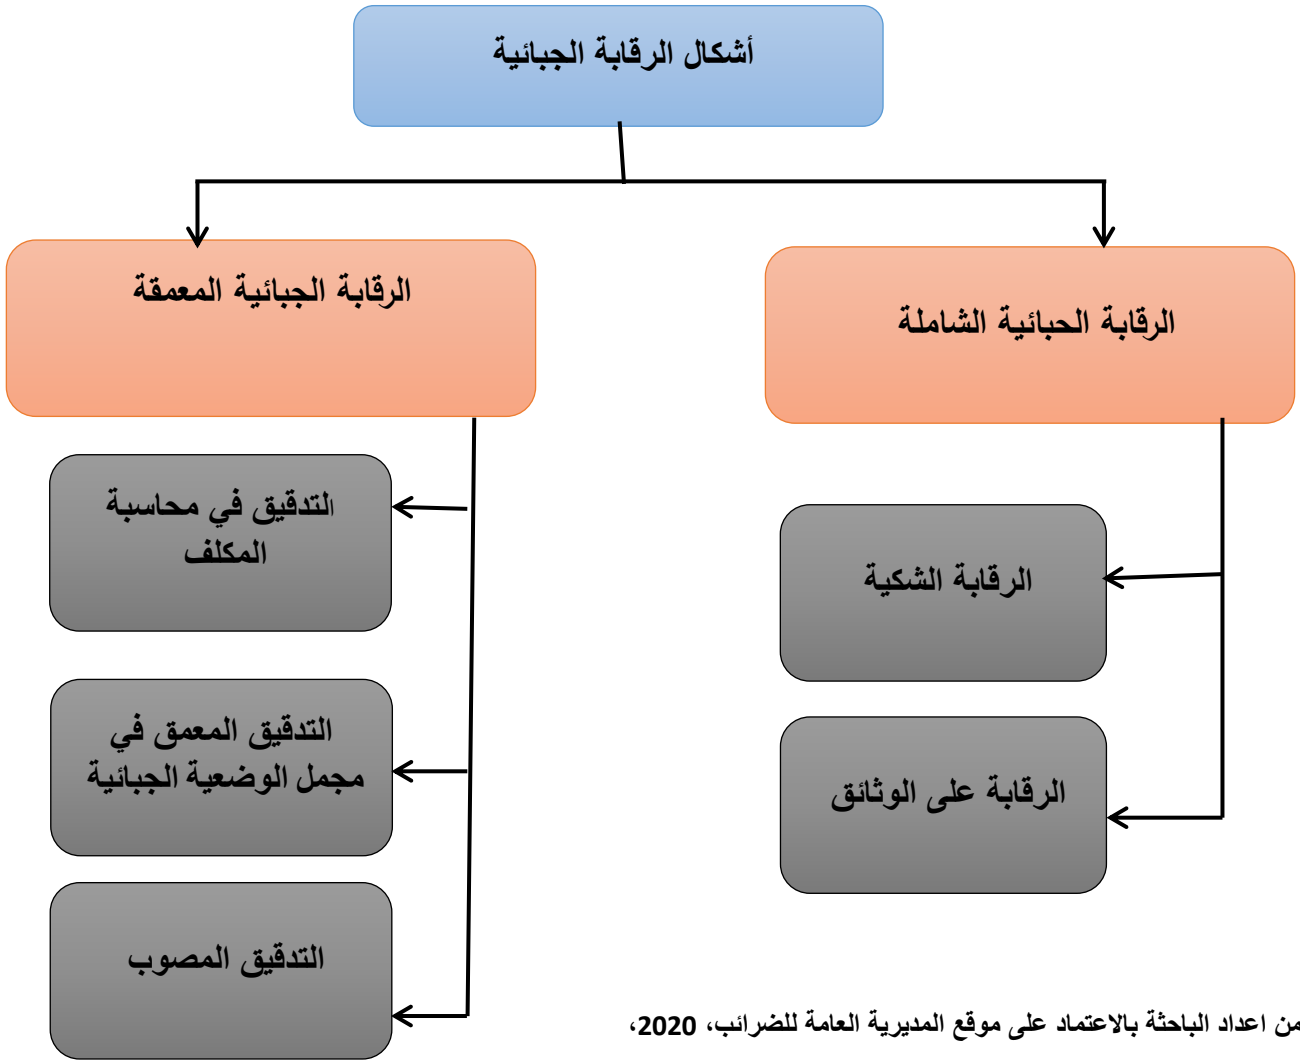 أشكال الرقابة الجبائية
الرقابة الحبائية الشاملة
الرقابة الشكية
الرقابة على الوثائق
الرقابة الجبائية المعمقة
التدقيق في محاسبة
المكلف
التدقيق المعمق في
مجمل الوضعية الجبائية
التدقيق المصوب
من اعداد الباحثة بالاعتماد على موقع المديرية العامة للضرائب، 2020،